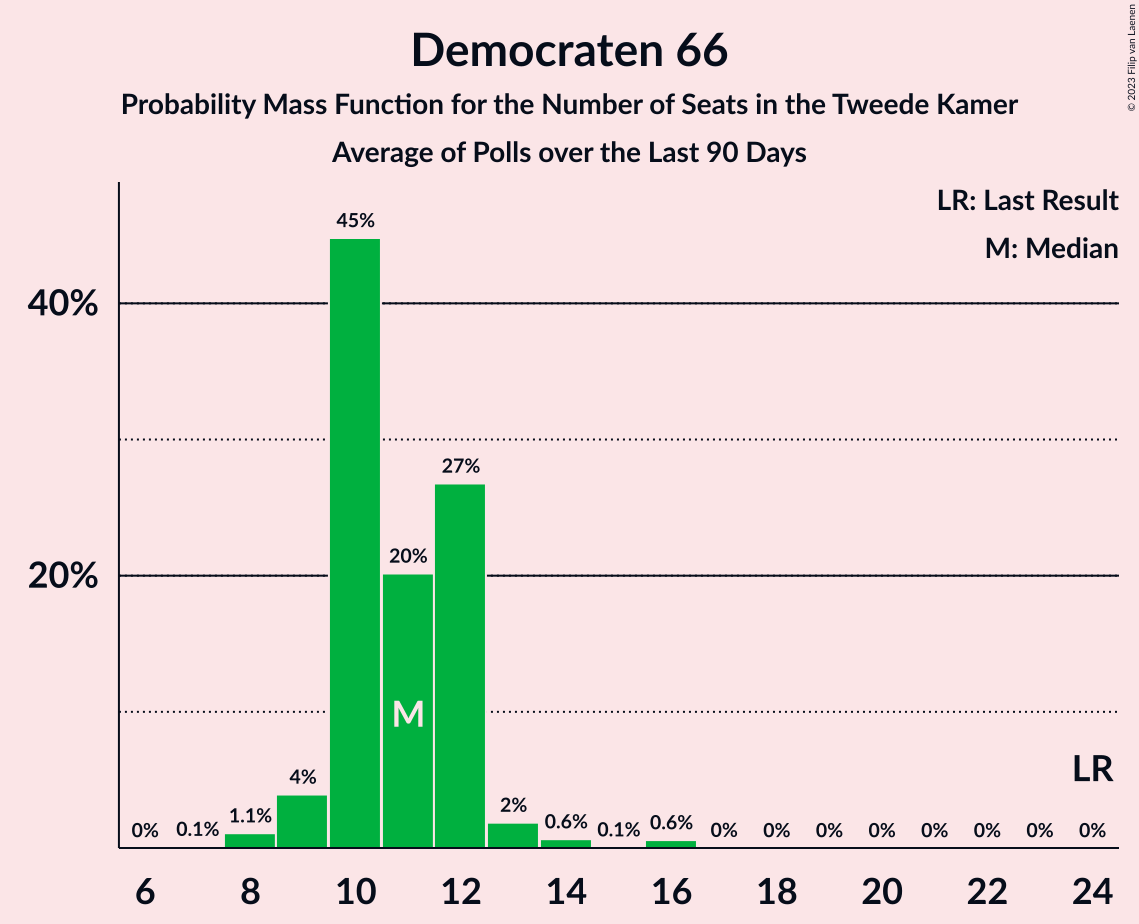 Democraten 66
Probability Mass Function for the Number of Seats in the Tweede Kamer
Average of Polls over the Last 90 Days
© 2023 Filip van Laenen
LR: Last Result
M: Median
40%
20%
0%
0.1%
1.1%
4%
45%
20%
27%
2%
0.6%
0.1%
0.6%
0%
0%
0%
0%
0%
0%
0%
0%
M
LR
6 8 10 12 14 16 18 20 22 24